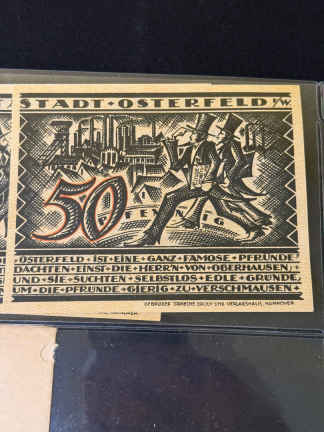 STADT·OSTERFELD i/W
50
PFENNIG
OSTERFELD·IST·EINE·GANZ·FAMOSE·PFRÜNDE'
DACHTEN·EINST·DIE·HERR'N·VON·OBERHAUSEN,
UND·SIE·SUCHTEN·SELBSTLOS·EDLE·GRÜNDE,
UM·DIE·PFRÜNDE·GIERIG·ZU·VERSCHMAUSEN.
GEBRÜDER JÄNECKE DRUCK UND VERLAGSHAUS, HANNOVER
HANNOVER